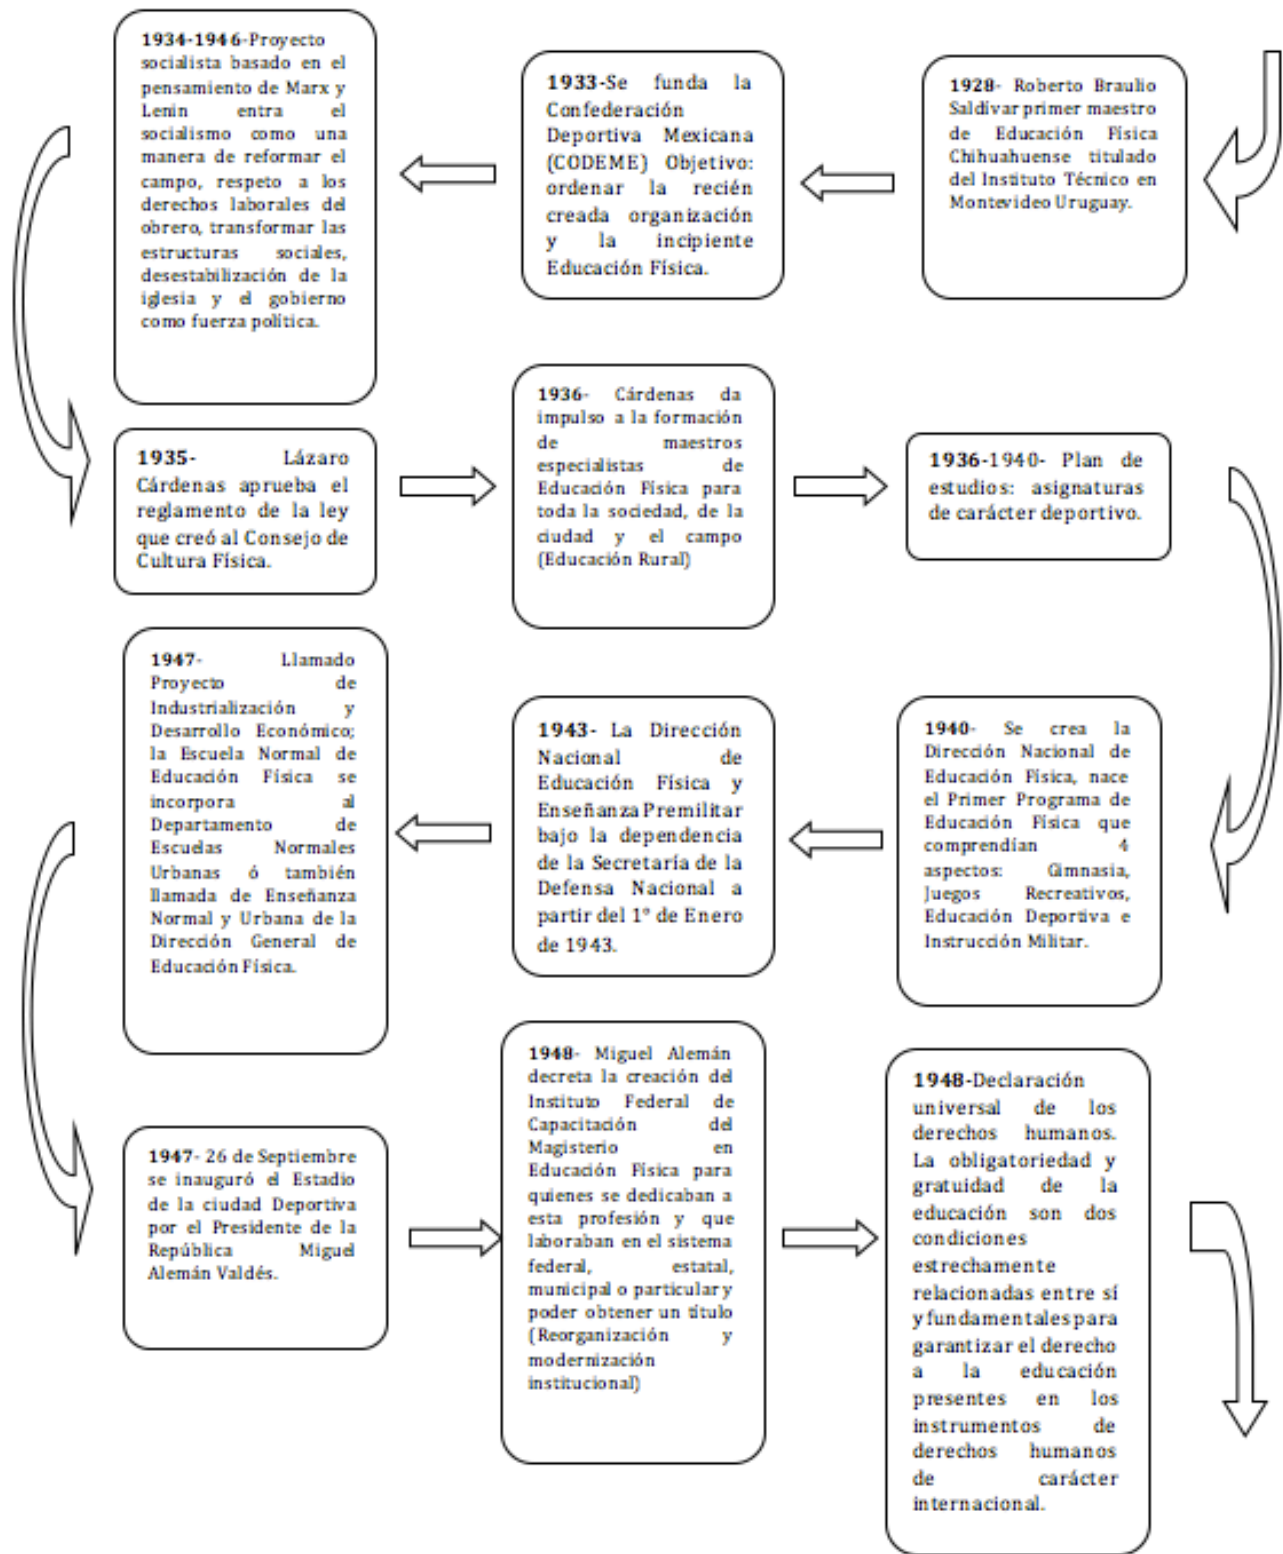 1928- Roberto Braulio
Saldívar primer maestro
de Educación Física
Chihuahuense titulado
del Instituto Técnico en
Montevideo Uruguay.
1933-Se funda la
Confederación
Deportiva Mexicana
(CODEME) Objetivo:
ordenar la recién
creada organización
y la incipiente
Educación Física.
1934-1946-Proyecto
socialista basado en el
pensamiento de Marx y
Lenin entra el
socialismo como una
manera de reformar el
campo, respeto a los
derechos laborales del
obrero, transformar las
estructuras sociales,
desestabilización de la
iglesia y el gobierno
como fuerza política.
1935- Lázaro
Cárdenas aprueba el
reglamento de la ley
que creó al Consejo de
Cultura Física.
1936- Cárdenas da
impulso a la formación
de maestros
especialistas de
Educación Física para
toda la sociedad, de la
ciudad y el campo
(Educación Rural)
1936-1940- Plan de
estudios: asignaturas
de carácter deportivo.
1940- Se crea la
Dirección Nacional de
Educación Física, nace
el Primer Programa de
Educación Física que
comprendían 4
aspectos: Gimnasia,
Juegos Recreativos,
Educación Deportiva e
Instrucción Militar.
1943- La Dirección
Nacional de
Educación Física y
Enseñanza Premilitar
bajo la dependencia
de la Secretaría de la
Defensa Nacional a
partir del 1° de Enero
de 1943.
1947- Llamado
Proyecto de
Industrialización y
Desarrollo Económico;
la Escuela Normal de
Educación Física se
incorpora al
Departamento de
Escuelas Normales
Urbanas ó también
llamada de Enseñanza
Normal y Urbana de la
Dirección General de
Educación Física.
1947- 26 de Septiembre
se inauguró el Estadio
de la ciudad Deportiva
por el Presidente de la
República Miguel
Alemán Valdés.
1948- Miguel Alemán
decreta la creación del
Instituto Federal de
Capacitación del
Magisterio en
Educación Física para
quienes se dedicaban a
esta profesión y que
laboraban en el sistema
federal, estatal,
municipal o particular y
poder obtener un título
(Reorganización y
modernización
institucional)
1948-Declaración
universal de los
derechos humanos.
La obligatoriedad y
gratuidad de la
educación son dos
condiciones
estrechamente
relacionadas entre sí
y fundamentales para
garantizar el derecho
a la educación
presentes en los
instrumentos de
derechos humanos
de carácter
internacional.